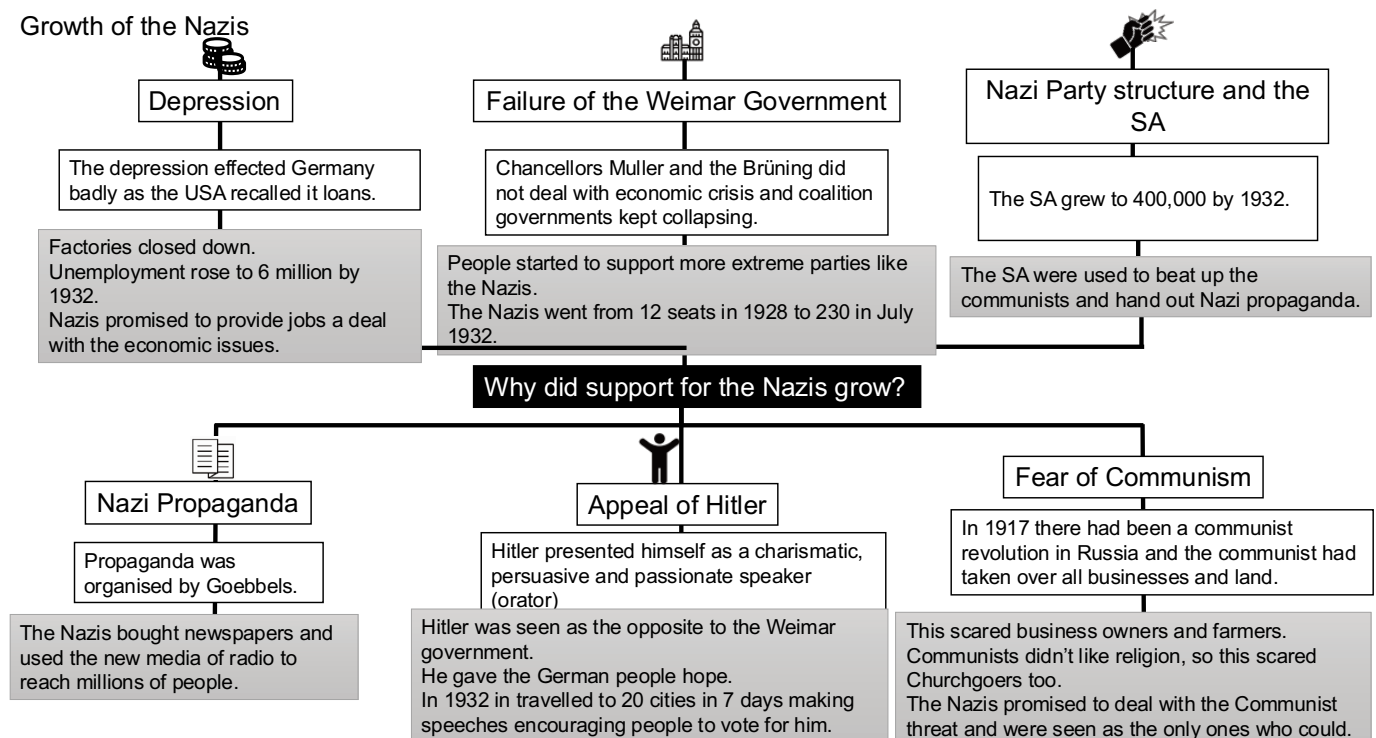 Growth of the Nazis
Depression
The depression effected Germany
badly as the USA recalled it loans.
Factories closed down.
Unemployment rose to 6 million by
1932.
Nazis promised to provide jobs a deal
with the economic issues.
Failure of the Weimar Government
Chancellors Muller and the Brüning did
not deal with economic crisis and coalition
governments kept collapsing.
People started to support more extreme parties like
the Nazis.
The Nazis went from 12 seats in 1928 to 230 in July
1932.
Nazi Party structure and the
SA
The SA grew to 400,000 by 1932.
The SA were used to beat up the
communists and hand out Nazi propaganda.
Why did support for the Nazis grow?
Nazi Propaganda
Propaganda was
organised by Goebbels.
The Nazis bought newspapers and
used the new media of radio to
reach millions of people.
Appeal of Hitler
Hitler presented himself as a charismatic,
persuasive and passionate speaker
(orator)
Hitler was seen as the opposite to the Weimar
government.
He gave the German people hope.
In 1932 in travelled to 20 cities in 7 days making
speeches encouraging people to vote for him.
Fear of Communism
In 1917 there had been a communist
revolution in Russia and the communist had
taken over all businesses and land.
This scared business owners and farmers.
Communists didn’t like religion, so this scared
Churchgoers too.
The Nazis promised to deal with the Communist
threat and were seen as the only ones who could.